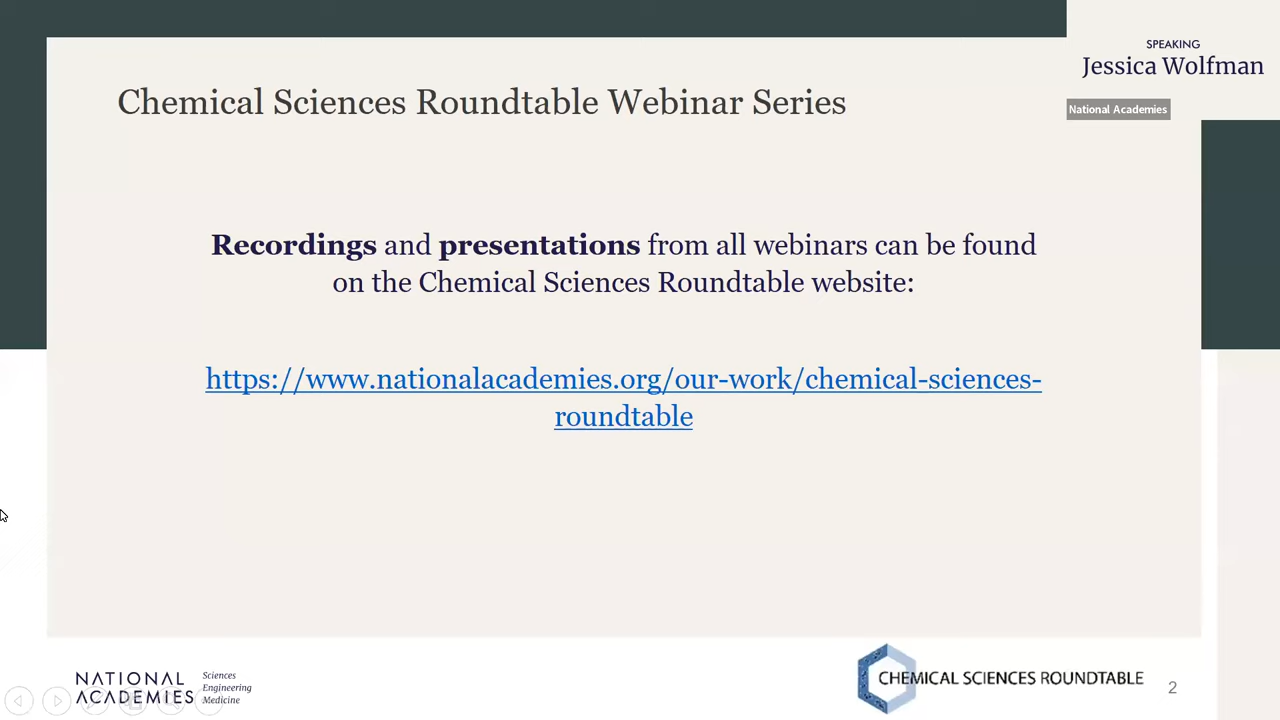 SPEAKING
Jessica Wolfman
National Academies
Chemical Sciences Roundtable Webinar Series
Recordings and presentations from all webinars can be found
on the Chemical Sciences Roundtable website:
https://www.nationalacademies.org/our-work/chemical-sciences-
roundtable
NATIONAL
ACADEMIES
Sciences
Engineering
Medicine
CHEMICAL SCIENCES ROUNDTABLE
2